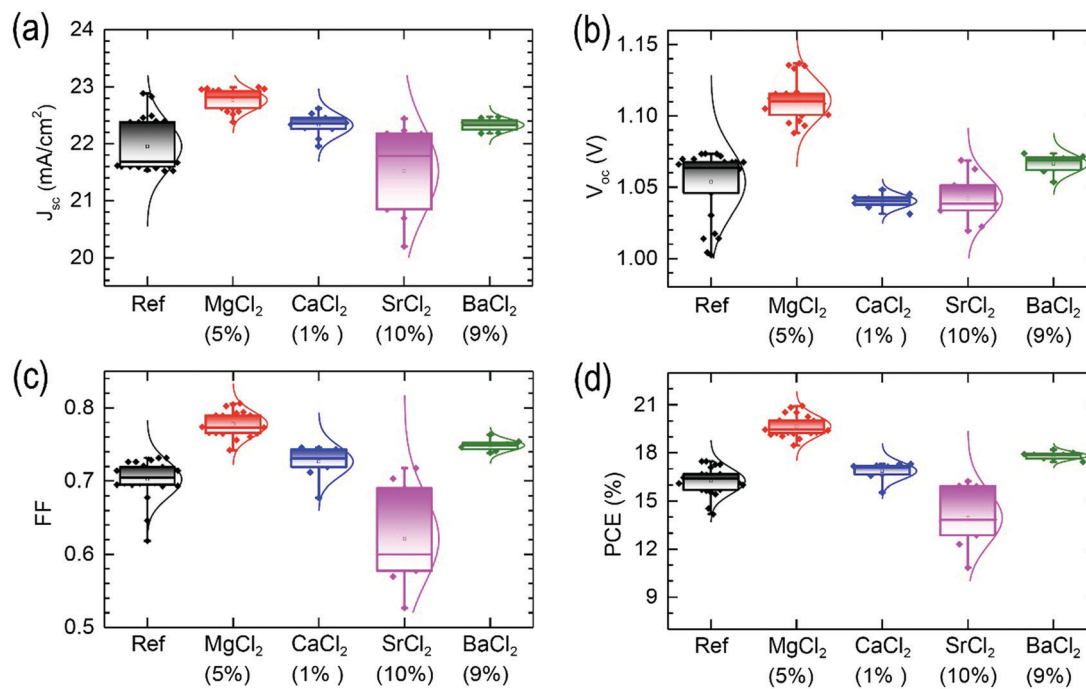 (a)
24
23
22
21
20
J_sc (mA/cm²)
Ref MgCl₂ CaCl₂ SrCl₂ BaCl₂
(5%) (1% ) (10%) (9%)
(b)
1.15
1.10
1.05
1.00
V_oc (V)
Ref MgCl₂ CaCl₂ SrCl₂ BaCl₂
(5%) (1% ) (10%) (9%)
(c)
0.8
0.7
0.6
0.5
FF
Ref MgCl₂ CaCl₂ SrCl₂ BaCl₂
(5%) (1% ) (10%) (9%)
(d)
21
18
15
12
9
PCE (%)
Ref MgCl₂ CaCl₂ SrCl₂ BaCl₂
(5%) (1% ) (10%) (9%)